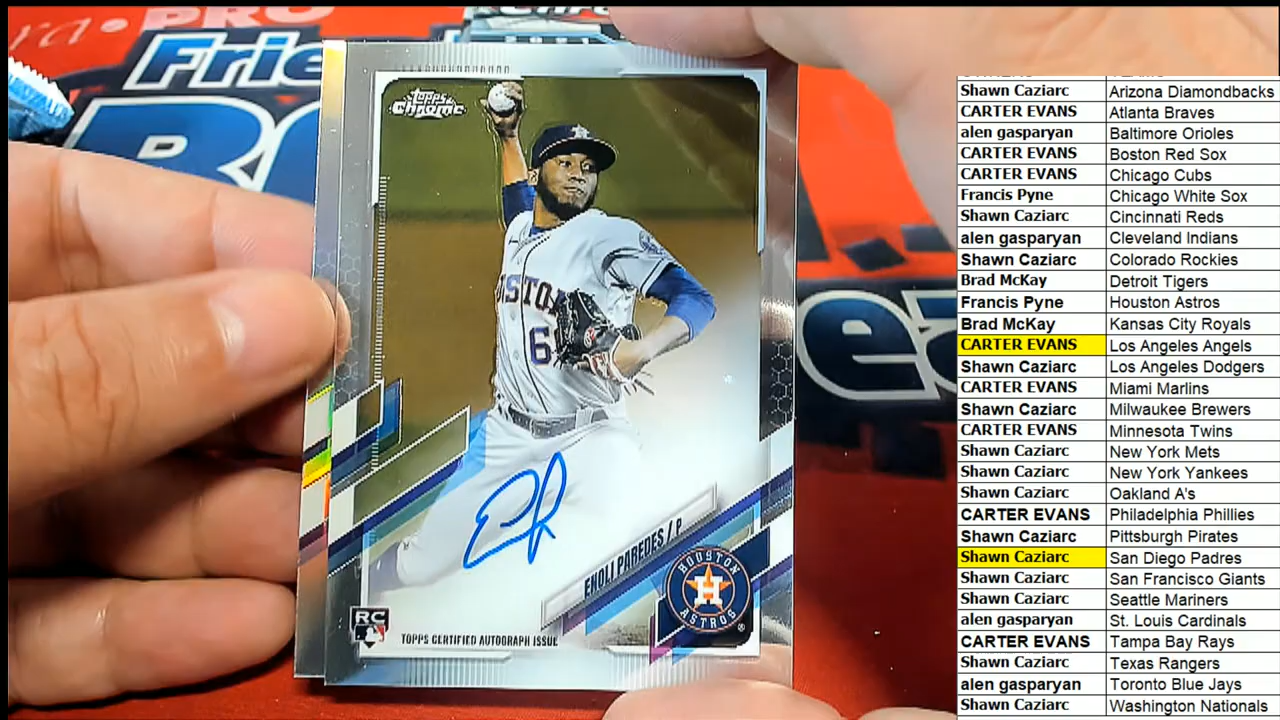 a-PRO
Frie
Topps
Chrome
6
ENOLI PAREDES / P
HOUSTON
ASTROS
®
RC
TOPPS CERTIFIED AUTOGRAPH ISSUE
Shawn Caziarc Arizona Diamondbacks
CARTER EVANS Atlanta Braves
alen gasparyan Baltimore Orioles
CARTER EVANS Boston Red Sox
CARTER EVANS Chicago Cubs
Francis Pyne Chicago White Sox
Shawn Caziarc Cincinnati Reds
alen gasparyan Cleveland Indians
Shawn Caziarc Colorado Rockies
Brad McKay Detroit Tigers
Francis Pyne Houston Astros
Brad McKay Kansas City Royals
CARTER EVANS Los Angeles Angels
Shawn Caziarc Los Angeles Dodgers
CARTER EVANS Miami Marlins
Shawn Caziarc Milwaukee Brewers
CARTER EVANS Minnesota Twins
Shawn Caziarc New York Mets
Shawn Caziarc New York Yankees
Shawn Caziarc Oakland A's
CARTER EVANS Philadelphia Phillies
Shawn Caziarc Pittsburgh Pirates
Shawn Caziarc San Diego Padres
Shawn Caziarc San Francisco Giants
Shawn Caziarc Seattle Mariners
alen gasparyan St. Louis Cardinals
CARTER EVANS Tampa Bay Rays
Shawn Caziarc Texas Rangers
alen gasparyan Toronto Blue Jays
Shawn Caziarc Washington Nationals